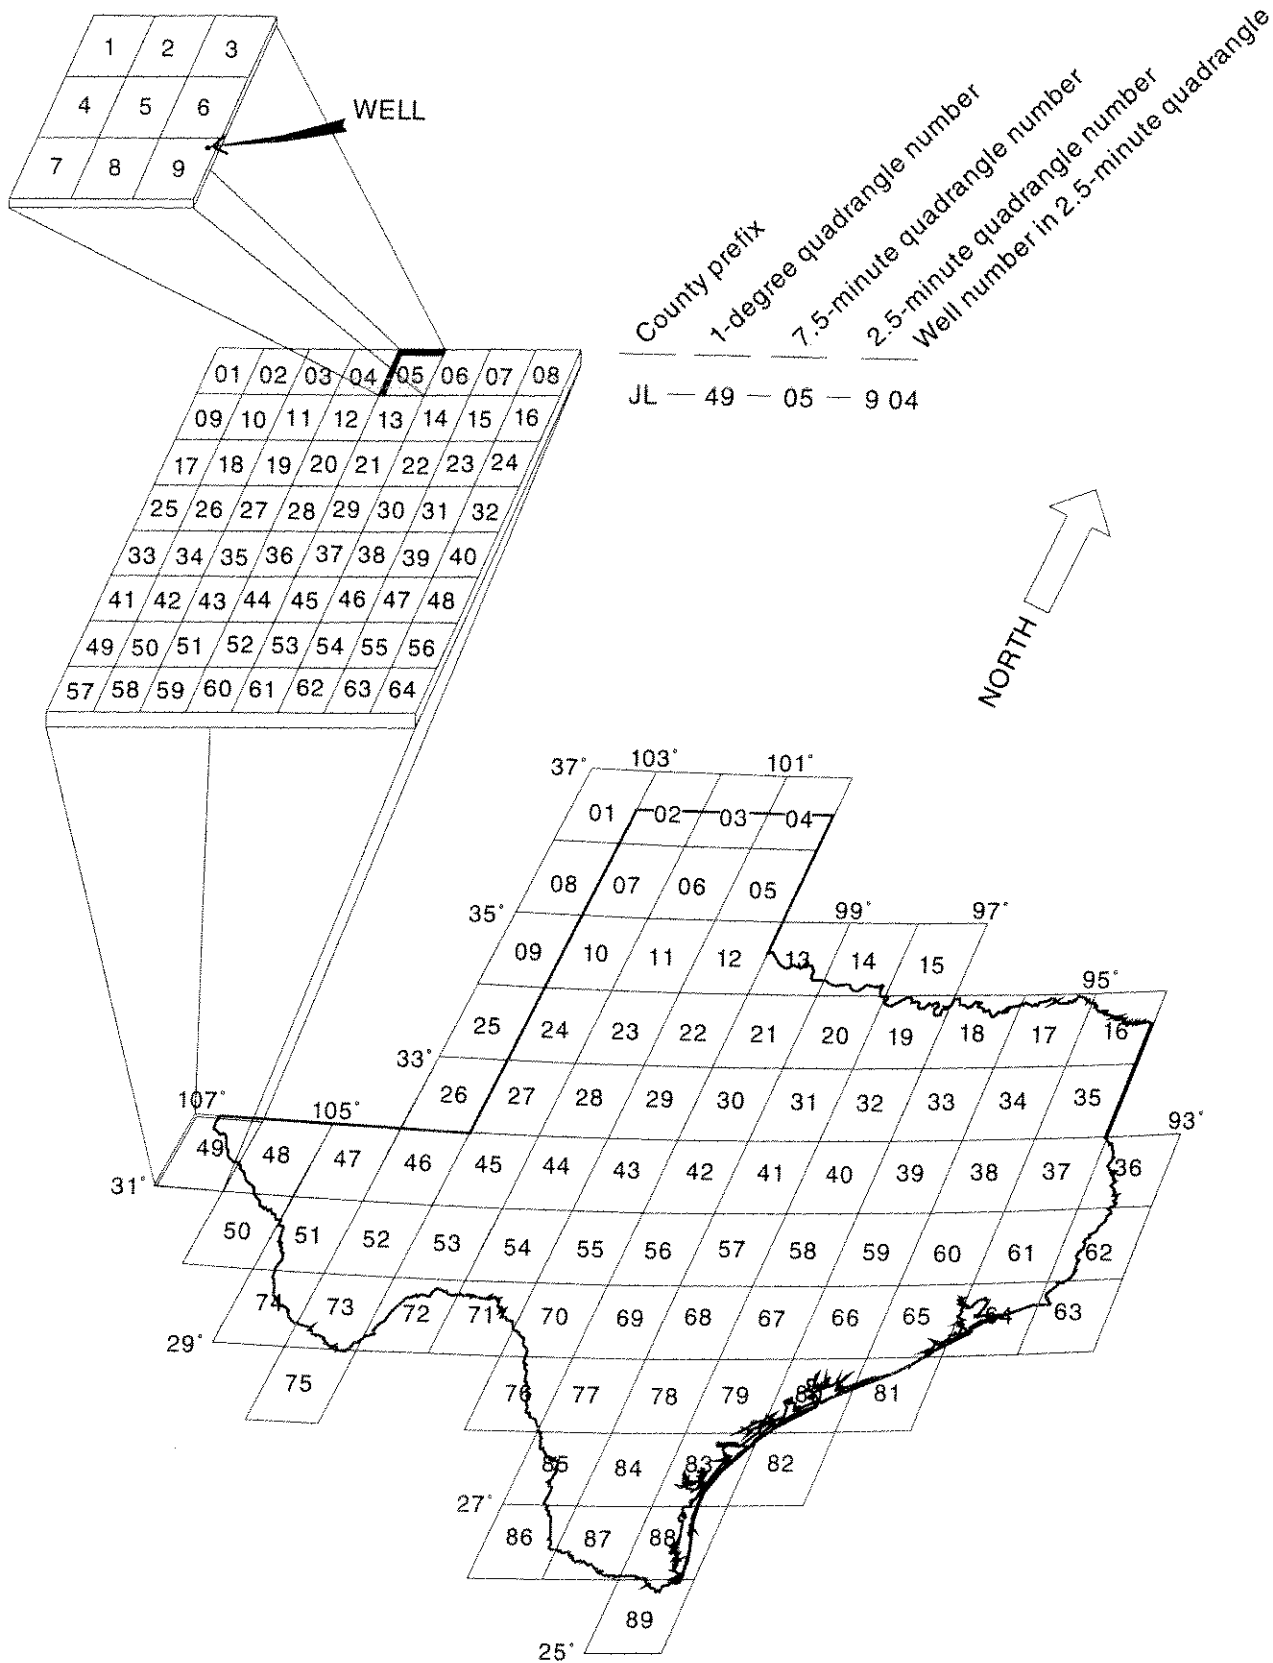 1 2 3
4 5 6
7 8 9
WELL
County prefix
1-degree quadrangle number
7.5-minute quadrangle number
2.5-minute quadrangle number
Well number in 2.5-minute quadrangle
JL — 49 — 05 — 9 04
01 02 03 04 05 06 07 08
09 10 11 12 13 14 15 16
17 18 19 20 21 22 23 24
25 26 27 28 29 30 31 32
33 34 35 36 37 38 39 40
41 42 43 44 45 46 47 48
49 50 51 52 53 54 55 56
57 58 59 60 61 62 63 64
NORTH
37° 103° 101°
01 02 03 04
08 07 06 05
35° 99° 97°
09 10 11 12 13 14 15
95°
25 24 23 22 21 20 19 18 17 16
33°
26 27 28 29 30 31 32 33 34 35
107° 105° 93°
49 48 47 46 45 44 43 42 41 40 39 38 37 36
31°
50 51 52 53 54 55 56 57 58 59 60 61 62
74 73 72 71 70 69 68 67 66 65 64 63
29°
75 76 77 78 79 80 81
85 84 83 82
27°
86 87 88
89
25°